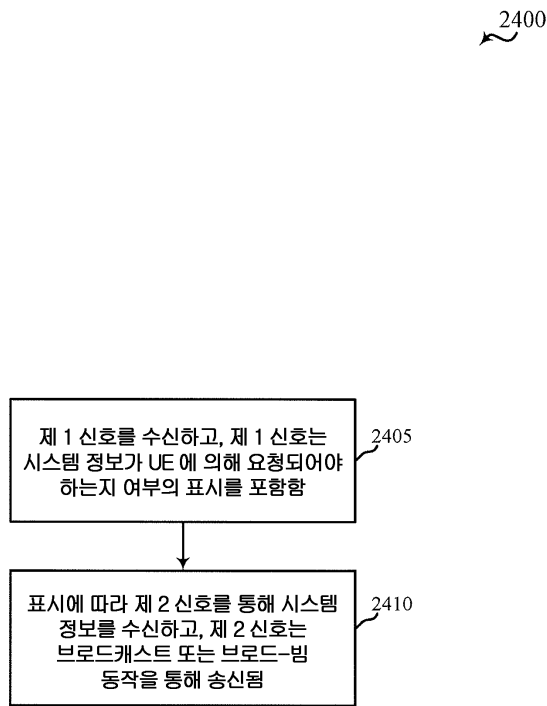 2400
제 1 신호를 수신하고, 제 1 신호는
시스템 정보가 UE 에 의해 요청되어야
하는지 여부의 표시를 포함함
2405
표시에 따라 제 2 신호를 통해 시스템
정보를 수신하고, 제 2 신호는
브로드캐스트 또는 브로드-빔
동작을 통해 송신됨
2410